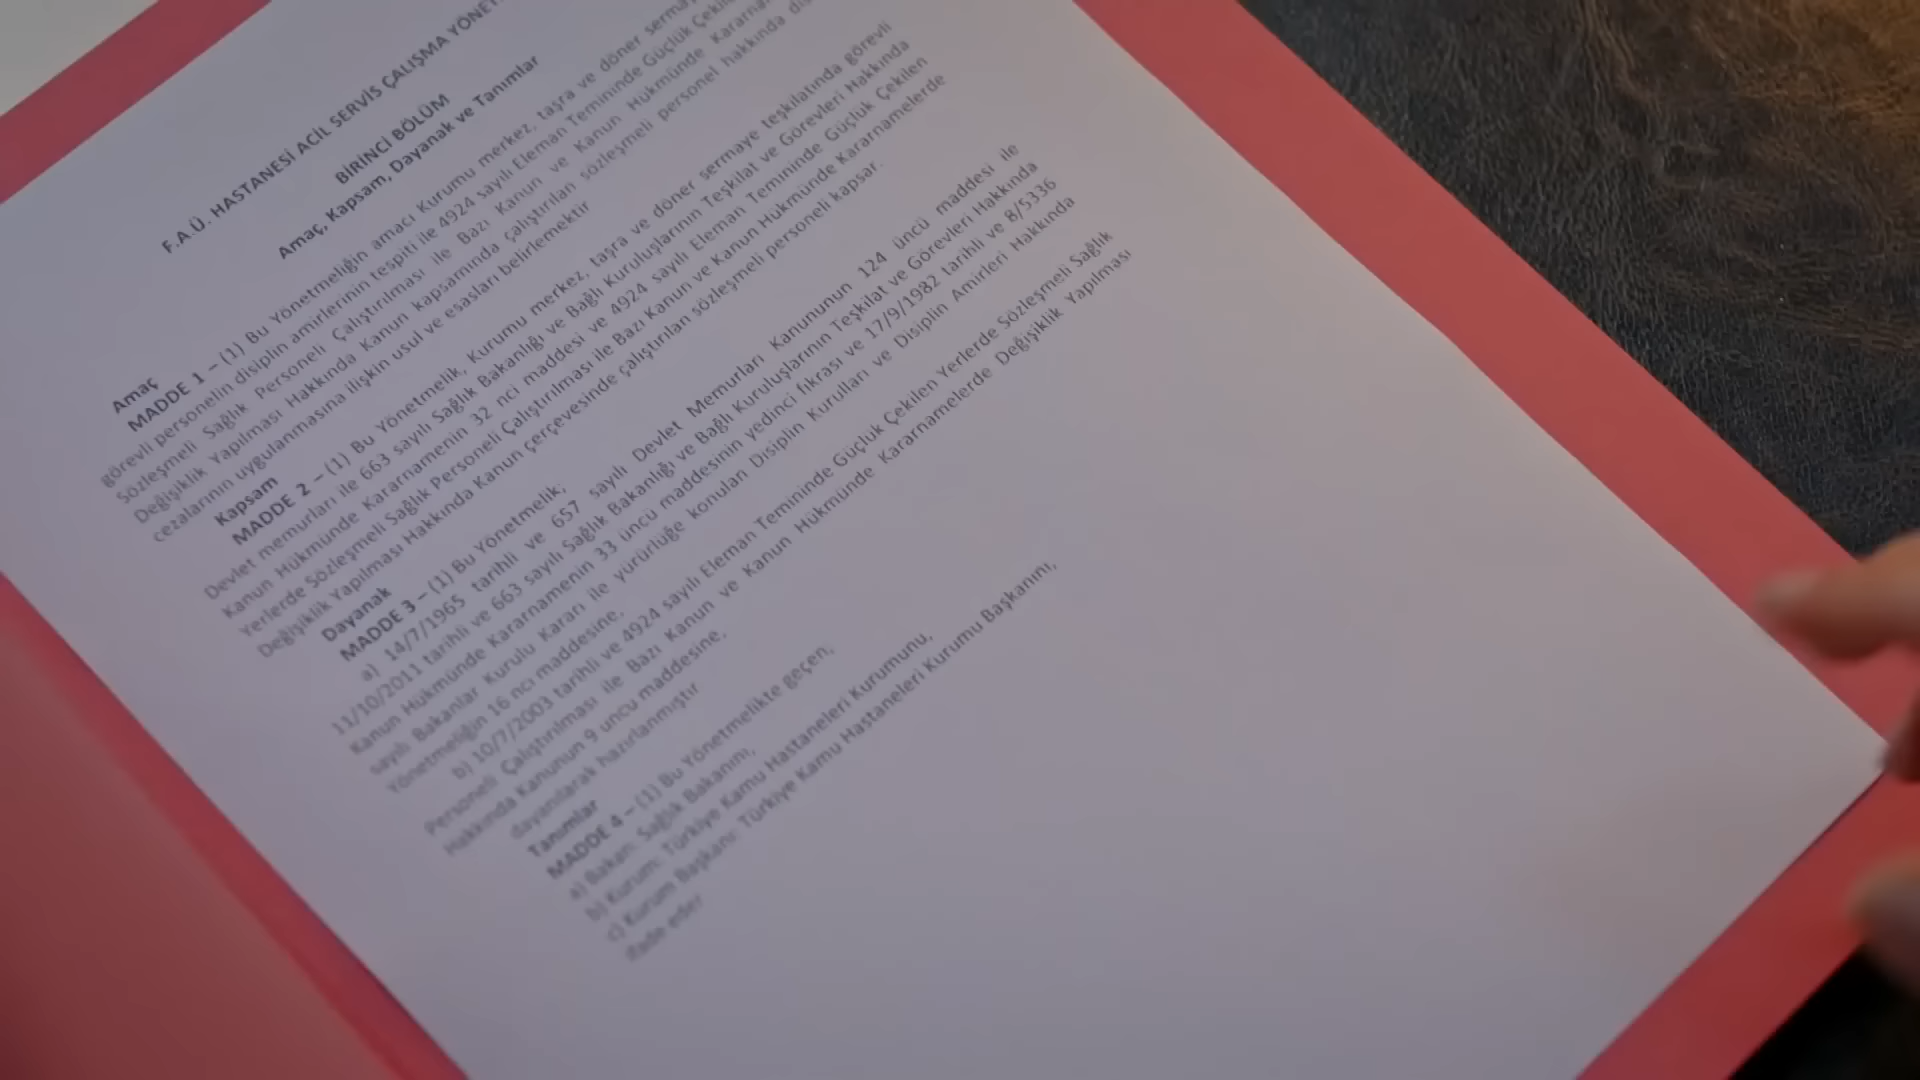 F.A.Ü. HASTANESİ ACİL SERVİS ÇALIŞMA YÖNET
BİRİNCİ BÖLÜM
Amaç, Kapsam, Dayanak ve Tanımlar
Amaç
MADDE 1 – (1) Bu Yönetmeliğin amacı Kurumu merkez, taşra ve döner serma
görevli personelin disiplin amirlerinin tespiti ile 4924 sayılı Eleman Temininde Güçlük Çekil
Sözleşmeli Sağlık Personeli Çalıştırılması ile Bazı Kanun ve Kanun Hükmünde Kararna
Değişiklik Yapılması Hakkında Kanun kapsamında çalıştırılan sözleşmeli personel hakkında di
cezalarının uygulanmasına ilişkin usul ve esasları belirlemektir
Kapsam
MADDE 2 – (1) Bu Yönetmelik, Kurumu merkez, taşra ve döner sermaye teşkilatında görevli
Devlet memurları ile 663 sayılı Sağlık Bakanlığı ve Bağlı Kuruluşlarının Teşkilat ve Görevleri Hakkında
Kanun Hükmünde Kararnamenin 32 nci maddesi ve 4924 sayılı Eleman Temininde Güçlük Çekilen
Yerlerde Sözleşmeli Sağlık Personeli Çalıştırılması ile Bazı Kanun ve Kanun Hükmünde Kararnamelerde
Değişiklik Yapılması Hakkında Kanun çerçevesinde çalıştırılan sözleşmeli personeli kapsar.
Dayanak
MADDE 3 – (1) Bu Yönetmelik;
a) 14/7/1965 tarihli ve 657 sayılı Devlet Memurları Kanununun 124 üncü maddesi ile
11/10/2011 tarihli ve 663 sayılı Sağlık Bakanlığı ve Bağlı Kuruluşlarının Teşkilat ve Görevleri Hakkında
Kanun Hükmünde Kararnamenin 33 üncü maddesinin yedinci fıkrası ve 17/9/1982 tarihli ve 8/5336
sayılı Bakanlar Kurulu Kararı ile yürürlüğe konulan Disiplin Kurulları ve Disiplin Amirleri Hakkında
Yönetmeliğin 16 ncı maddesine,
b) 10/7/2003 tarihli ve 4924 sayılı Eleman Temininde Güçlük Çekilen Yerlerde Sözleşmeli Sağlık
Personeli Çalıştırılması ile Bazı Kanun ve Kanun Hükmünde Kararnamelerde Değişiklik Yapılması
Hakkında Kanunun 9 uncu maddesine,
dayanılarak hazırlanmıştır
Tanımlar
MADDE 4 – (1) Bu Yönetmelikte geçen,
a) Bakan: Sağlık Bakanını,
b) Kurum: Türkiye Kamu Hastaneleri Kurumunu,
c) Kurum Başkanı: Türkiye Kamu Hastaneleri Kurumu Başkanını,
ifade eder